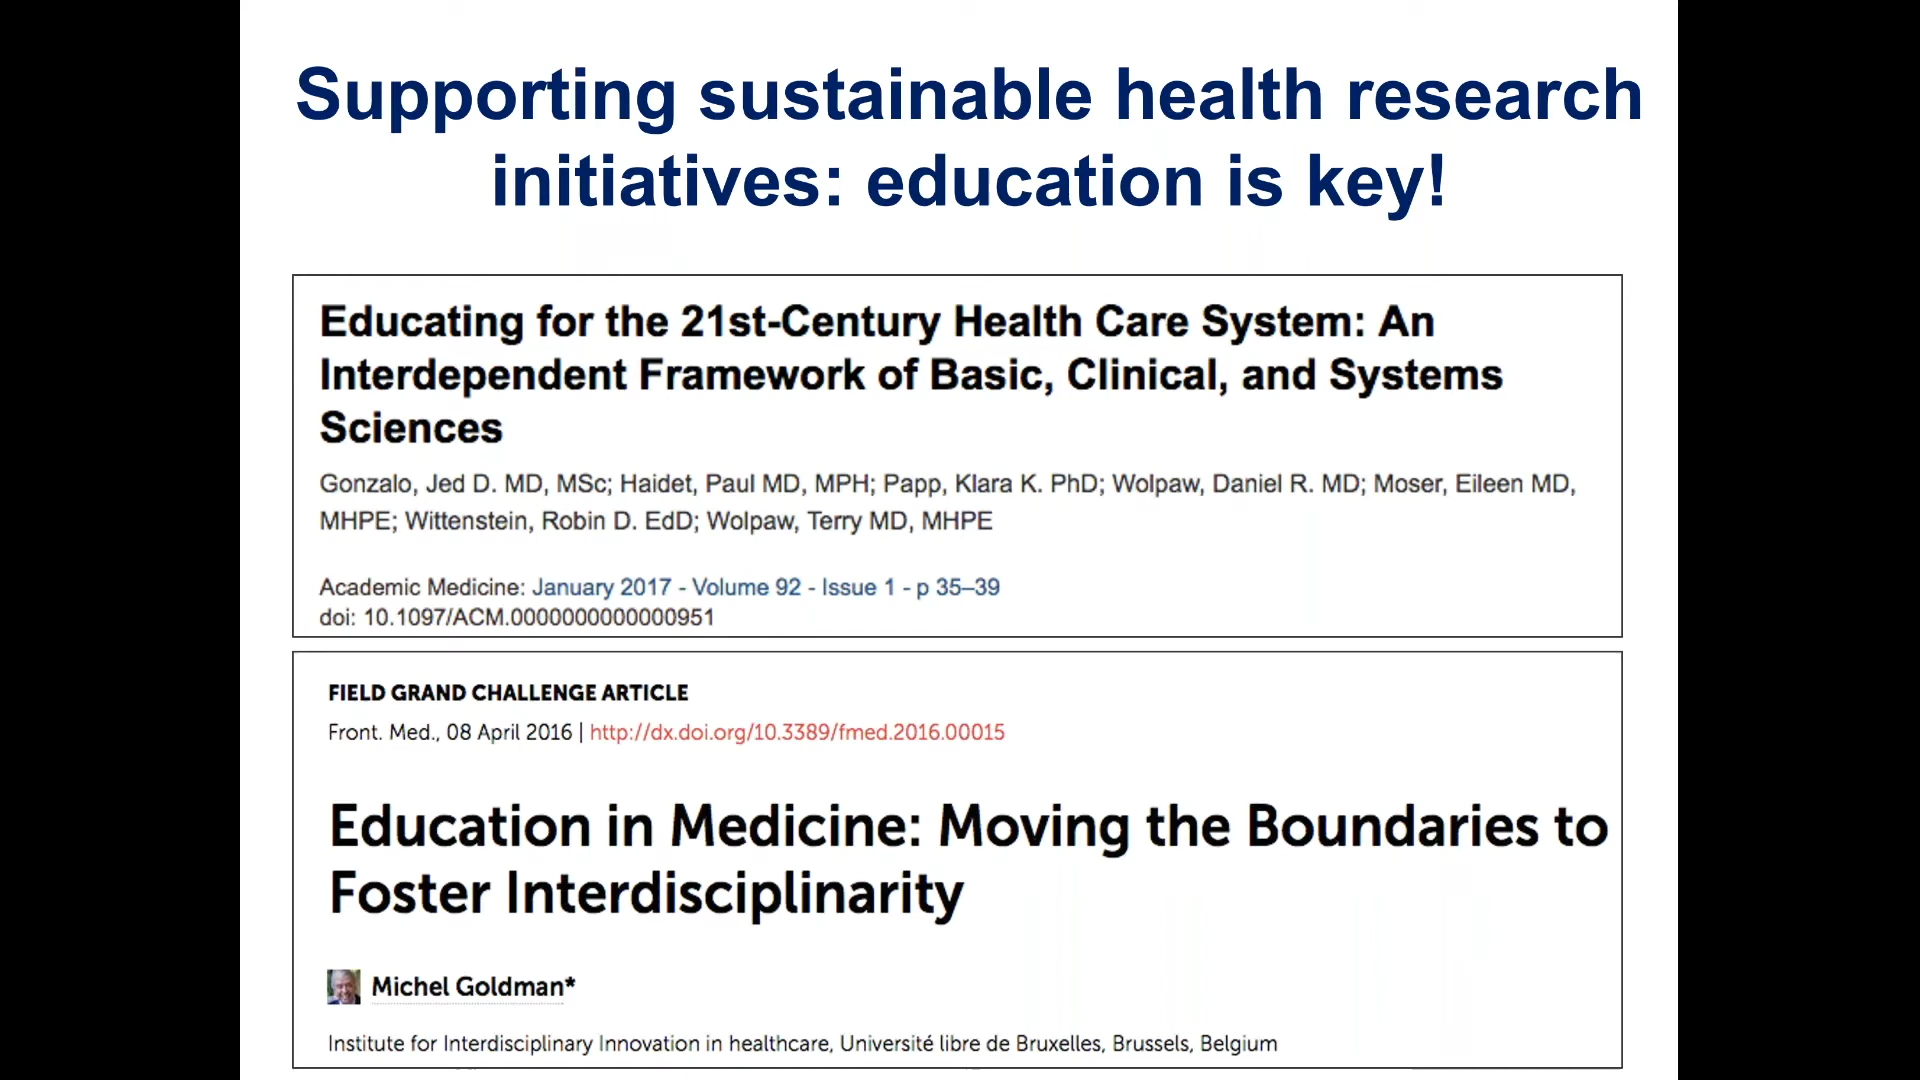 Supporting sustainable health research
initiatives: education is key!
Educating for the 21st-Century Health Care System: An
Interdependent Framework of Basic, Clinical, and Systems
Sciences
Gonzalo, Jed D. MD, MSc; Haidet, Paul MD, MPH; Papp, Klara K. PhD; Wolpaw, Daniel R. MD; Moser, Eileen MD,
MHPE; Wittenstein, Robin D. EdD; Wolpaw, Terry MD, MHPE
Academic Medicine: January 2017 - Volume 92 - Issue 1 - p 35–39
doi: 10.1097/ACM.0000000000000951
FIELD GRAND CHALLENGE ARTICLE
Front. Med., 08 April 2016 | http://dx.doi.org/10.3389/fmed.2016.00015
Education in Medicine: Moving the Boundaries to
Foster Interdisciplinarity
Michel Goldman*
Institute for Interdisciplinary Innovation in healthcare, Université libre de Bruxelles, Brussels, Belgium